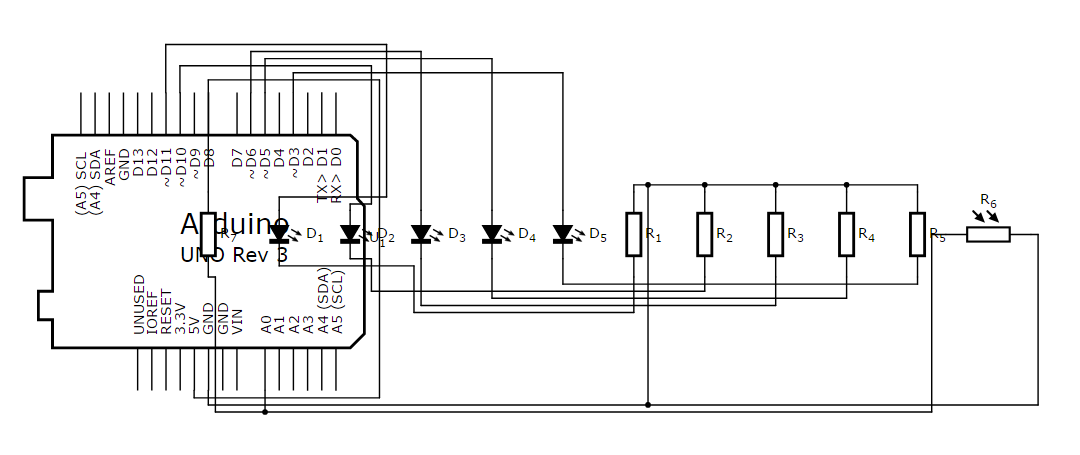 (A5) SCL
(A4) SDA
AREF
GND
D13
D12
~D11
~D10
~D9
D8
D7
~D6
~D5
D4
~D3
D2
TX> D1
RX> D0
Arduino
UNO Rev 3
U1
R7
D1
D2
D3
D4
D5
R1
R2
R3
R4
R5
R6
UNUSED
IOREF
RESET
3.3V
5V
GND
GND
VIN
A0
A1
A2
A3
A4 (SDA)
A5 (SCL)